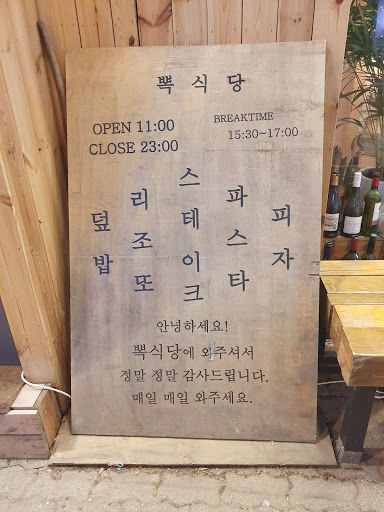 뽁식당
OPEN 11:00
CLOSE 23:00
BREAKTIME
15:30~17:00
덮밥
리조또
스테이크
파스타
피자
안녕하세요!
뽁식당에 와주셔서
정말 정말 감사드립니다.
매일 매일 와주세요.